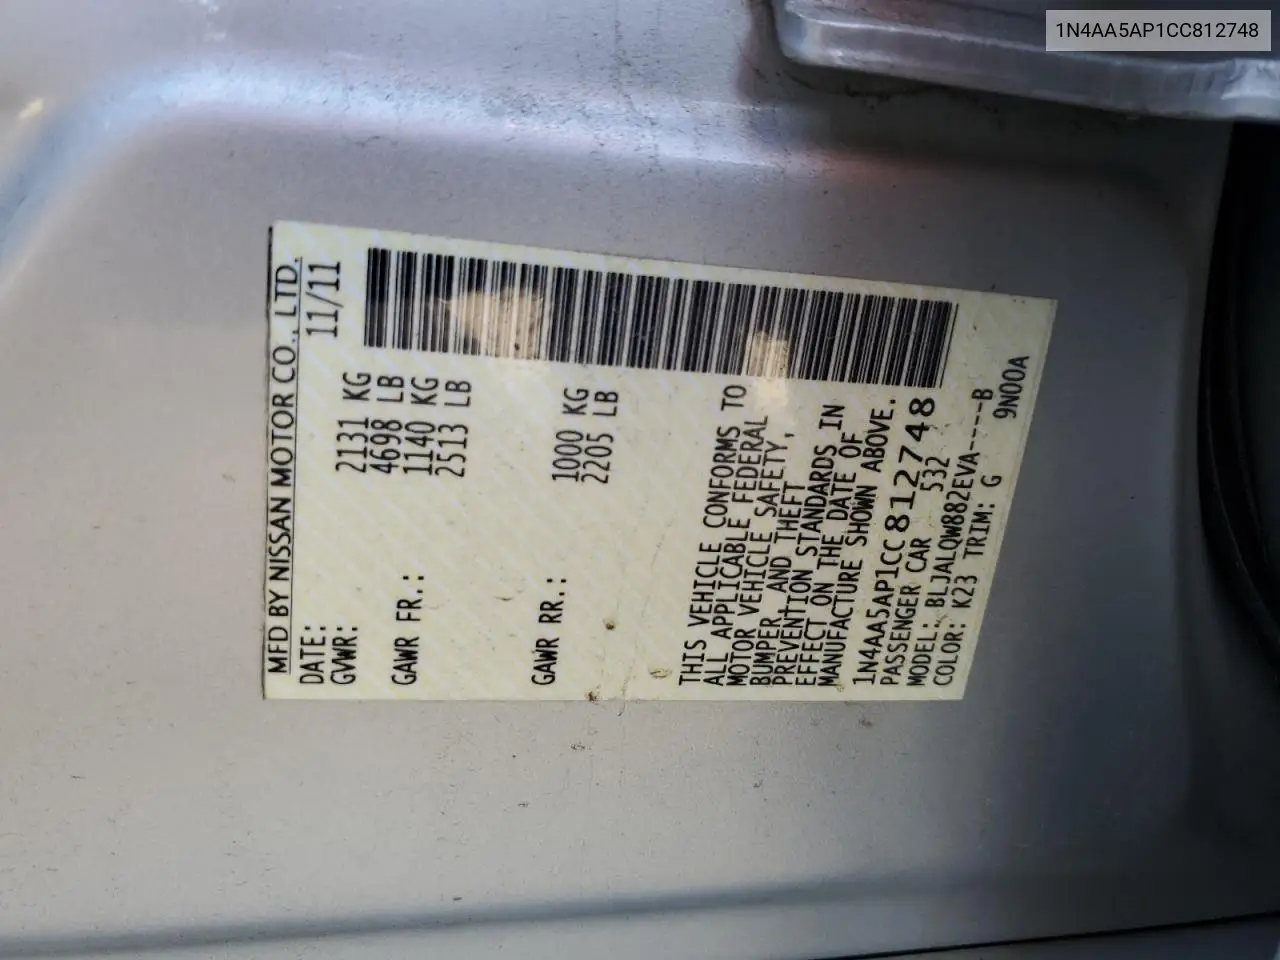 1N4AA5AP1CC812748
MFD BY NISSAN MOTOR CO., LTD.
DATE: 11/11
GVWR: 2131 KG
4698 LB
GAWR FR.: 1140 KG
2513 LB
GAWR RR.: 1000 KG
2205 LB
THIS VEHICLE CONFORMS TO
ALL APPLICABLE FEDERAL
MOTOR VEHICLE SAFETY,
BUMPER, AND THEFT
PREVENTION STANDARDS IN
EFFECT ON THE DATE OF
MANUFACTURE SHOWN ABOVE.
1N4AA5AP1CC812748
PASSENGER CAR 532
MODEL: BLJALQW882EVA-----B
COLOR: K23 TRIM: G 9N00A